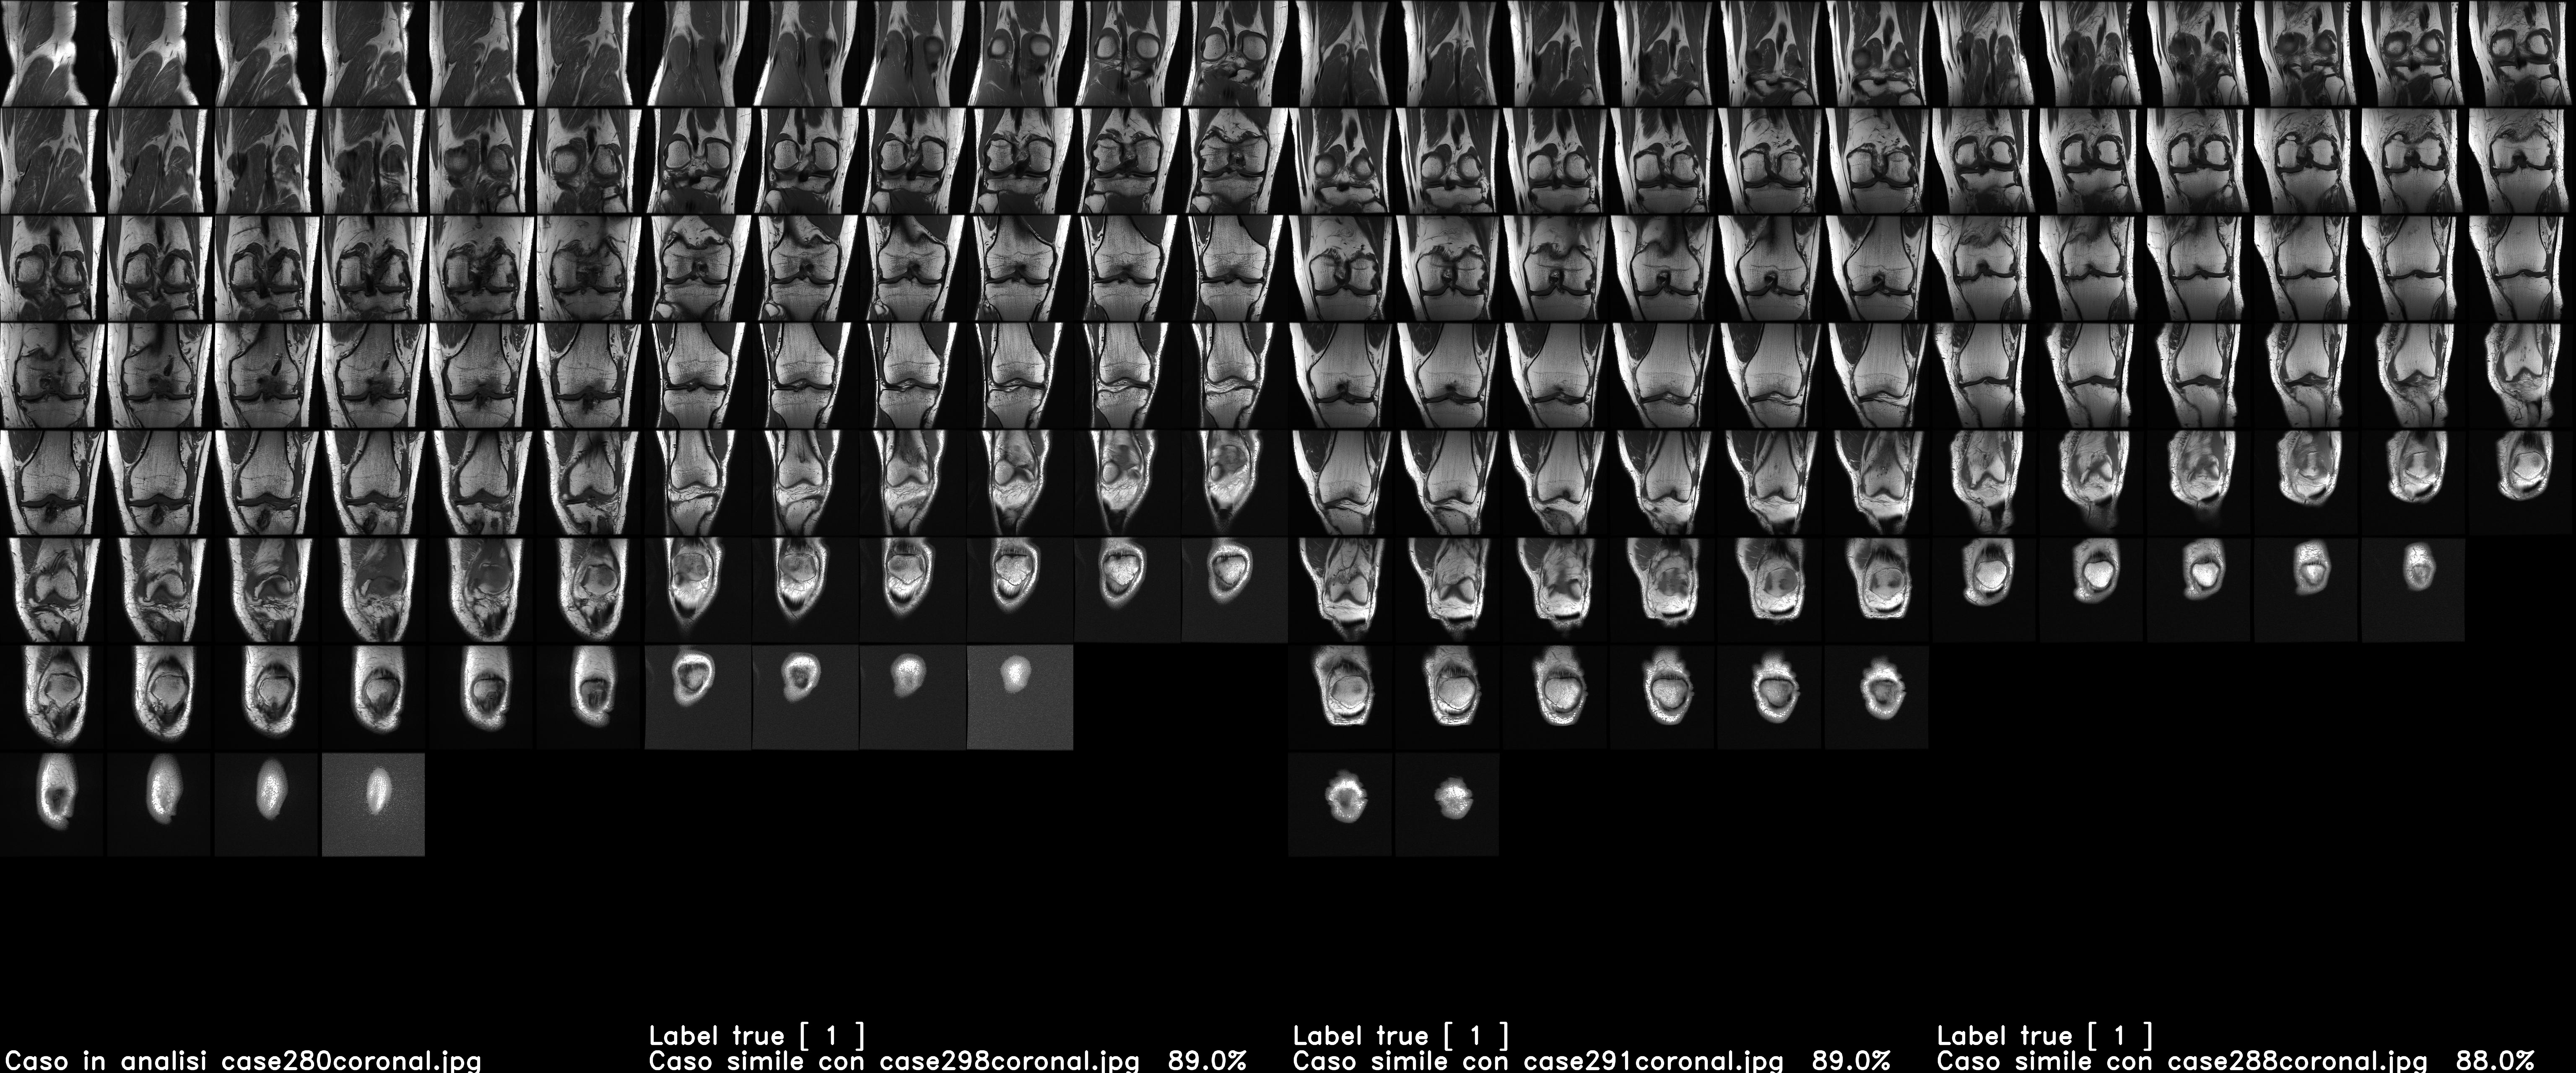 Caso in analisi case280coronal.jpg
Label true [ 1 ]
Caso simile con case298coronal.jpg 89.0%
Label true [ 1 ]
Caso simile con case291coronal.jpg 89.0%
Label true [ 1 ]
Caso simile con case288coronal.jpg 88.0%